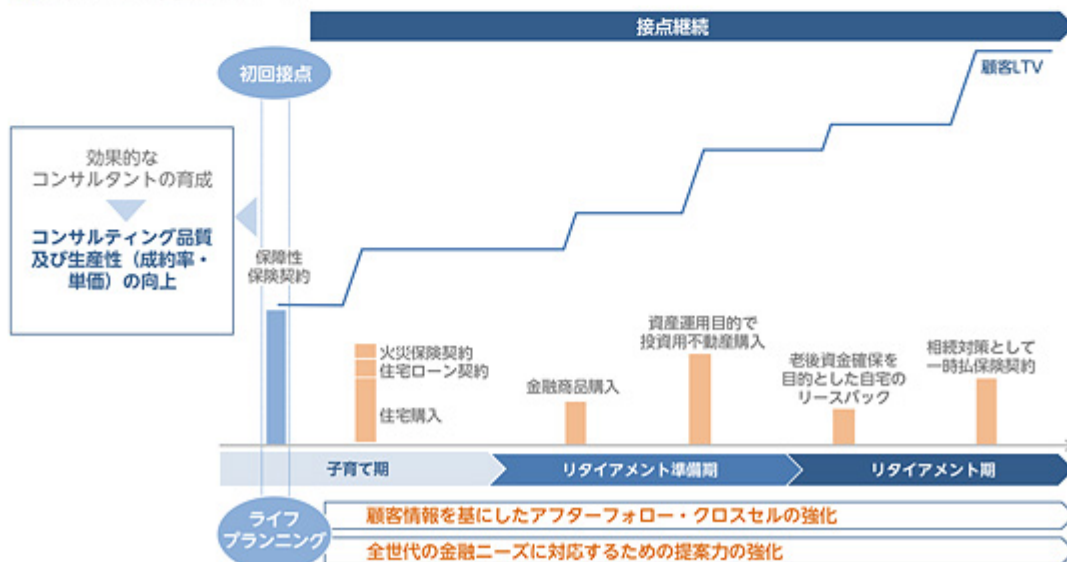 接点継続
初回接点
顧客LTV
効果的な
コンサルタントの育成
コンサルティング品質
及び生産性（成約率・
単価）の向上
保障性
保険契約
火災保険契約
住宅ローン契約
住宅購入
金融商品購入
資産運用目的で
投資用不動産購入
老後資金確保を
目的とした自宅の
リースバック
相続対策として
一時払保険契約
子育て期
リタイアメント準備期
リタイアメント期
ライフ
プランニング
顧客情報を基にしたアフターフォロー・クロスセルの強化
全世代の金融ニーズに対応するための提案力の強化